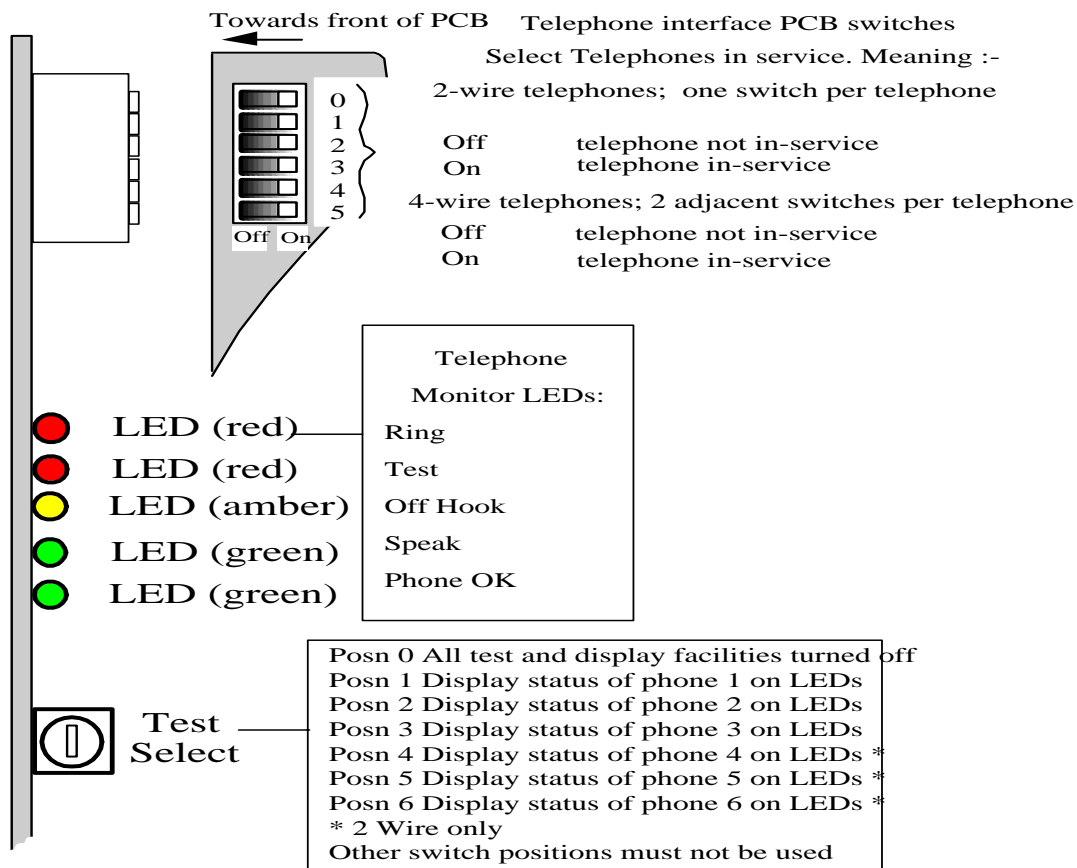 Towards front of PCB
Telephone interface PCB switches
Select Telephones in service. Meaning :-
2-wire telephones; one switch per telephone
0
1
2
3
4
5
Off On
Off telephone not in-service
On telephone in-service
4-wire telephones; 2 adjacent switches per telephone
Off telephone not in-service
On telephone in-service
LED (red)
LED (red)
LED (amber)
LED (green)
LED (green)
Telephone
Monitor LEDs:
Ring
Test
Off Hook
Speak
Phone OK
Test
Select
Posn 0 All test and display facilities turned off
Posn 1 Display status of phone 1 on LEDs
Posn 2 Display status of phone 2 on LEDs
Posn 3 Display status of phone 3 on LEDs
Posn 4 Display status of phone 4 on LEDs *
Posn 5 Display status of phone 5 on LEDs *
Posn 6 Display status of phone 6 on LEDs *
* 2 Wire only
Other switch positions must not be used